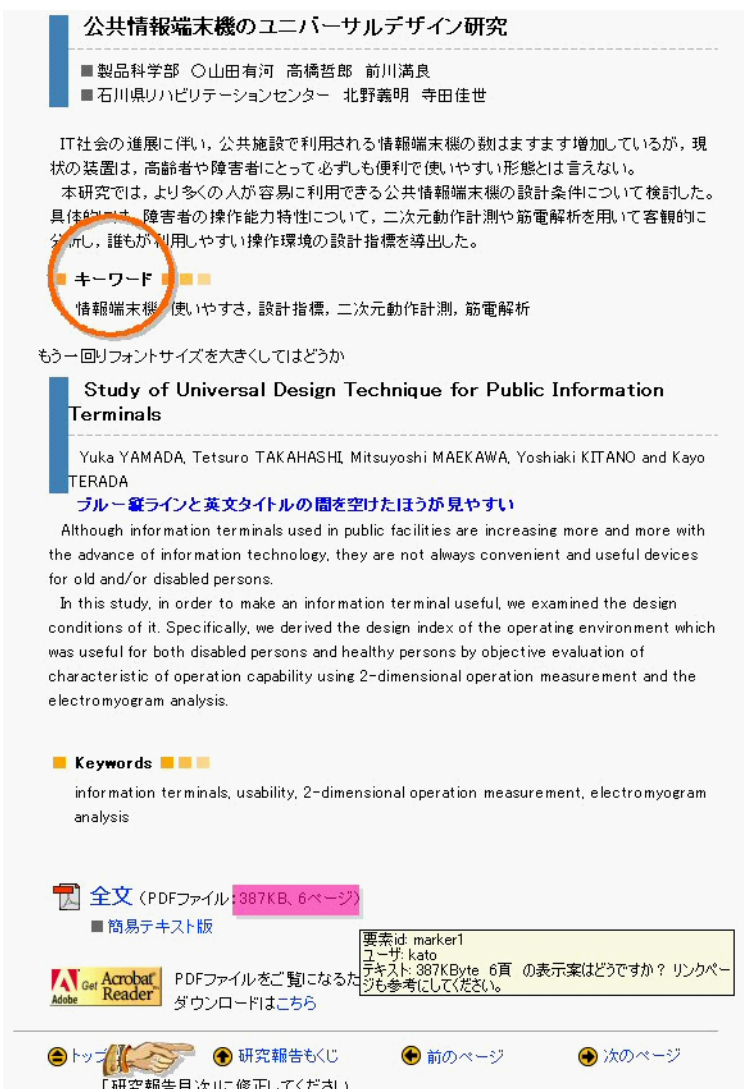 公共情報端末機のユニバーサルデザイン研究
■製品科学部 ○山田有河 高橋哲郎 前川満良
■石川県リハビリテーションセンター 北野義明 寺田佳世
IT社会の進展に伴い，公共施設で利用される情報端末機の数はますます増加しているが，現
状の装置は，高齢者や障害者にとって必ずしも便利で使いやすい形態とは言えない。
本研究では，より多くの人が容易に利用できる公共情報端末機の設計条件について検討した。
具体的には，障害者の操作能力特性について，二次元動作計測や筋電解析を用いて客観的に
分析し，誰もが利用しやすい操作環境の設計指標を導出した。
キーワード
情報端末機，使いやすさ，設計指標，二次元動作計測，筋電解析
もう一回りフォントサイズを大きくしてはどうか
Study of Universal Design Technique for Public Information
Terminals
Yuka YAMADA, Tetsuro TAKAHASHI, Mitsuyoshi MAEKAWA, Yoshiaki KITANO and Kayo
TERADA
ブルー縦ラインと英文タイトルの間を空けたほうが見やすい
Although information terminals used in public facilities are increasing more and more with
the advance of information technology, they are not always convenient and useful devices
for old and/or disabled persons.
In this study, in order to make an information terminal useful, we examined the design
conditions of it. Specifically, we derived the design index of the operating environment which
was useful for both disabled persons and healthy persons by objective evaluation of
characteristic of operation capability using 2-dimensional operation measurement and the
electromyogram analysis.
Keywords
information terminals, usability, 2-dimensional operation measurement, electromyogram
analysis
全文（PDFファイル:387KB、6ページ）
■簡易テキスト版
要素id: marker1
ユーザ: kato
テキスト: 387KByte 6頁 の表示案はどうですか？ リンクペー
ジも参考にしてください。
Adobe Get Acrobat Reader
PDFファイルをご覧になるた
ダウンロードはこちら
トップ 研究報告もくじ 前のページ 次のページ
「研究報告目次」に修正してください